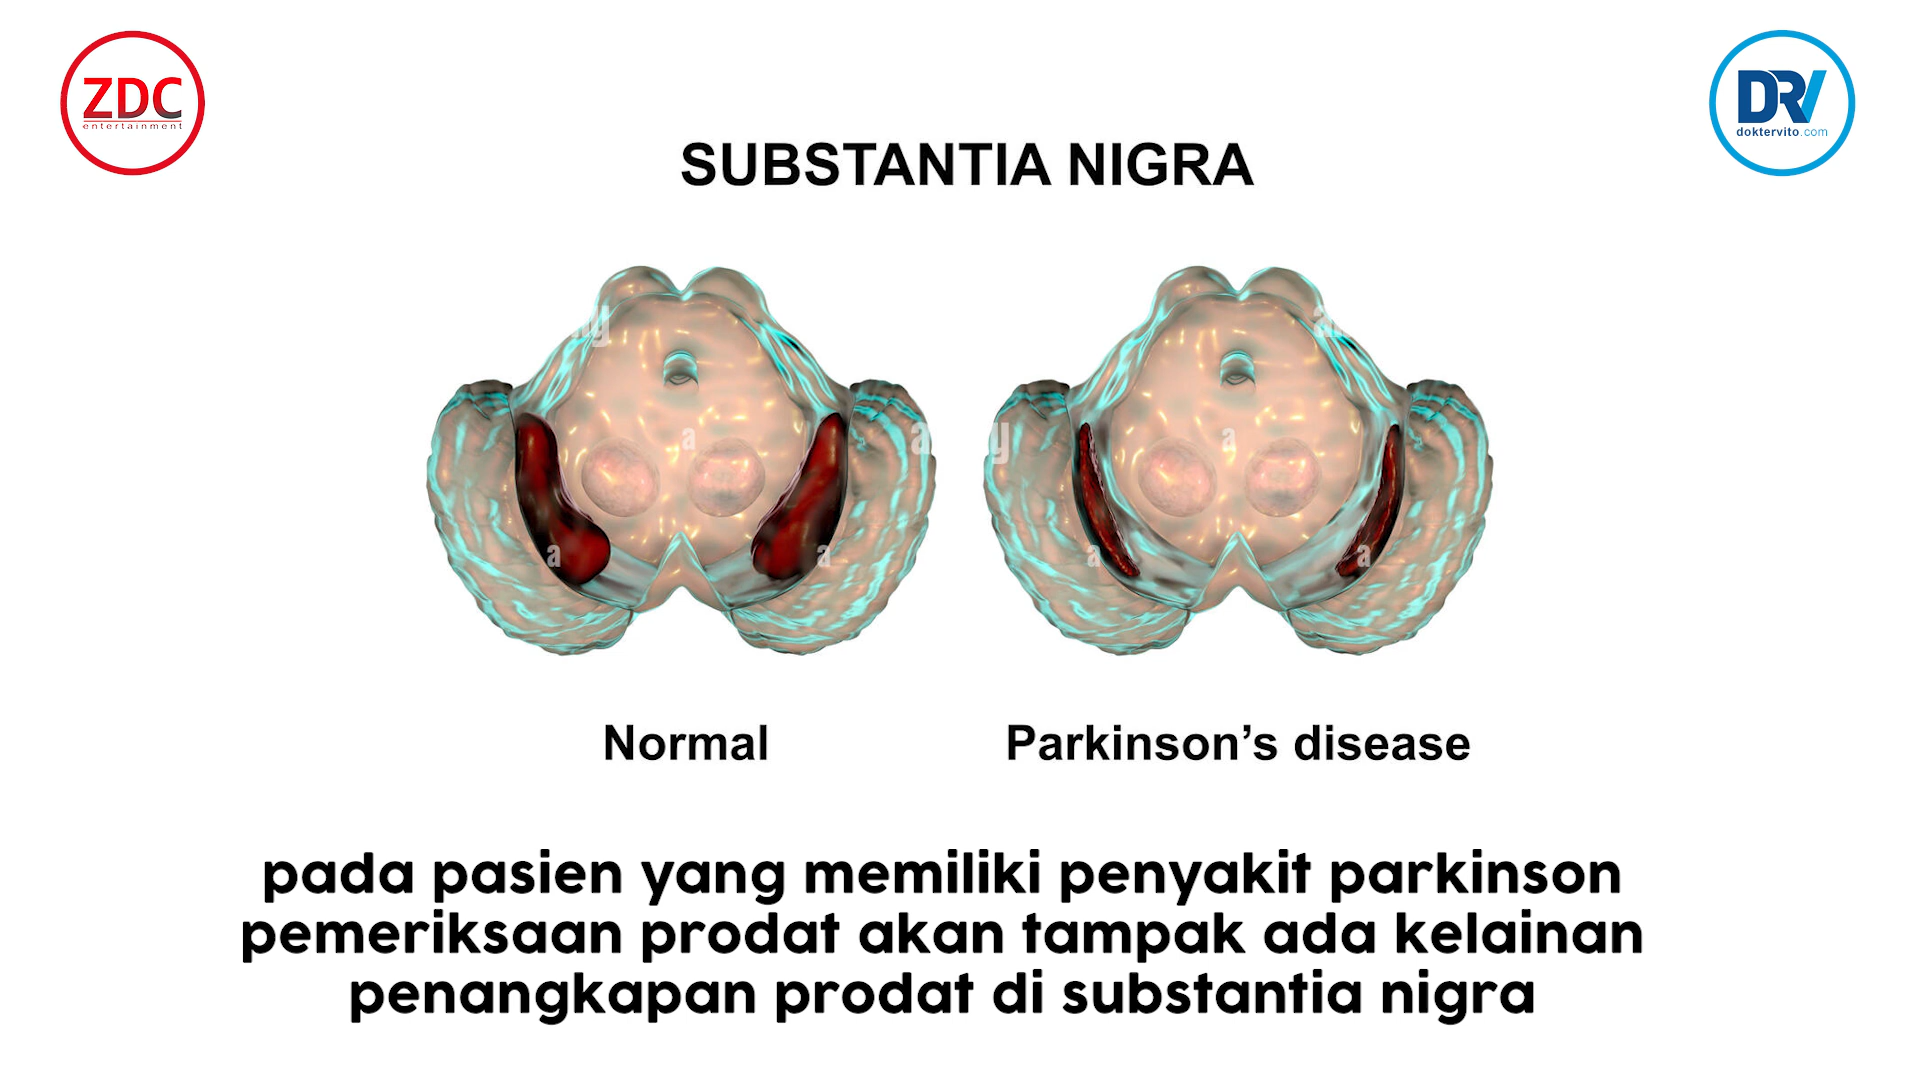 ZDC
entertainment
DRV
doktervito.com
SUBSTANTIA NIGRA
a
a
a
a
a
a
Normal
Parkinson’s disease
pada pasien yang memiliki penyakit parkinson
pemeriksaan prodat akan tampak ada kelainan
penangkapan prodat di substantia nigra